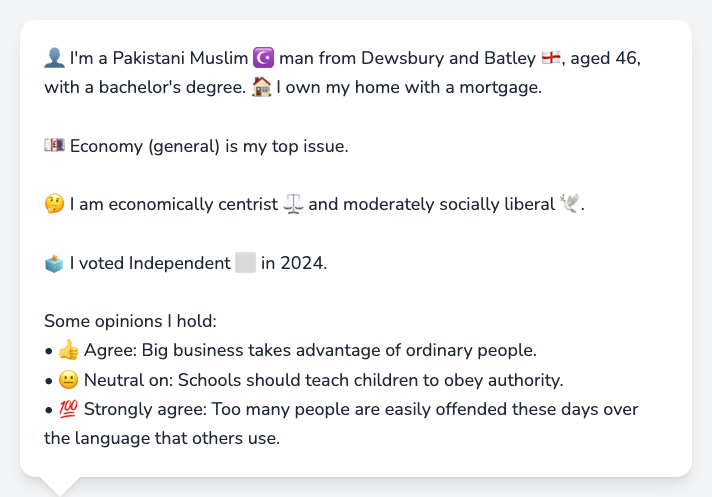 👤 I'm a Pakistani Muslim ☪️ man from Dewsbury and Batley 🏴󠁧󠁢󠁥󠁮󠁧󠁿, aged 46,
with a bachelor's degree. 🏠 I own my home with a mortgage.
💷 Economy (general) is my top issue.
🤔 I am economically centrist ⚖️ and moderately socially liberal 🕊️.
🗳️ I voted Independent ⬜ in 2024.
Some opinions I hold:
• 👍 Agree: Big business takes advantage of ordinary people.
• 😐 Neutral on: Schools should teach children to obey authority.
• 💯 Strongly agree: Too many people are easily offended these days over
the language that others use.